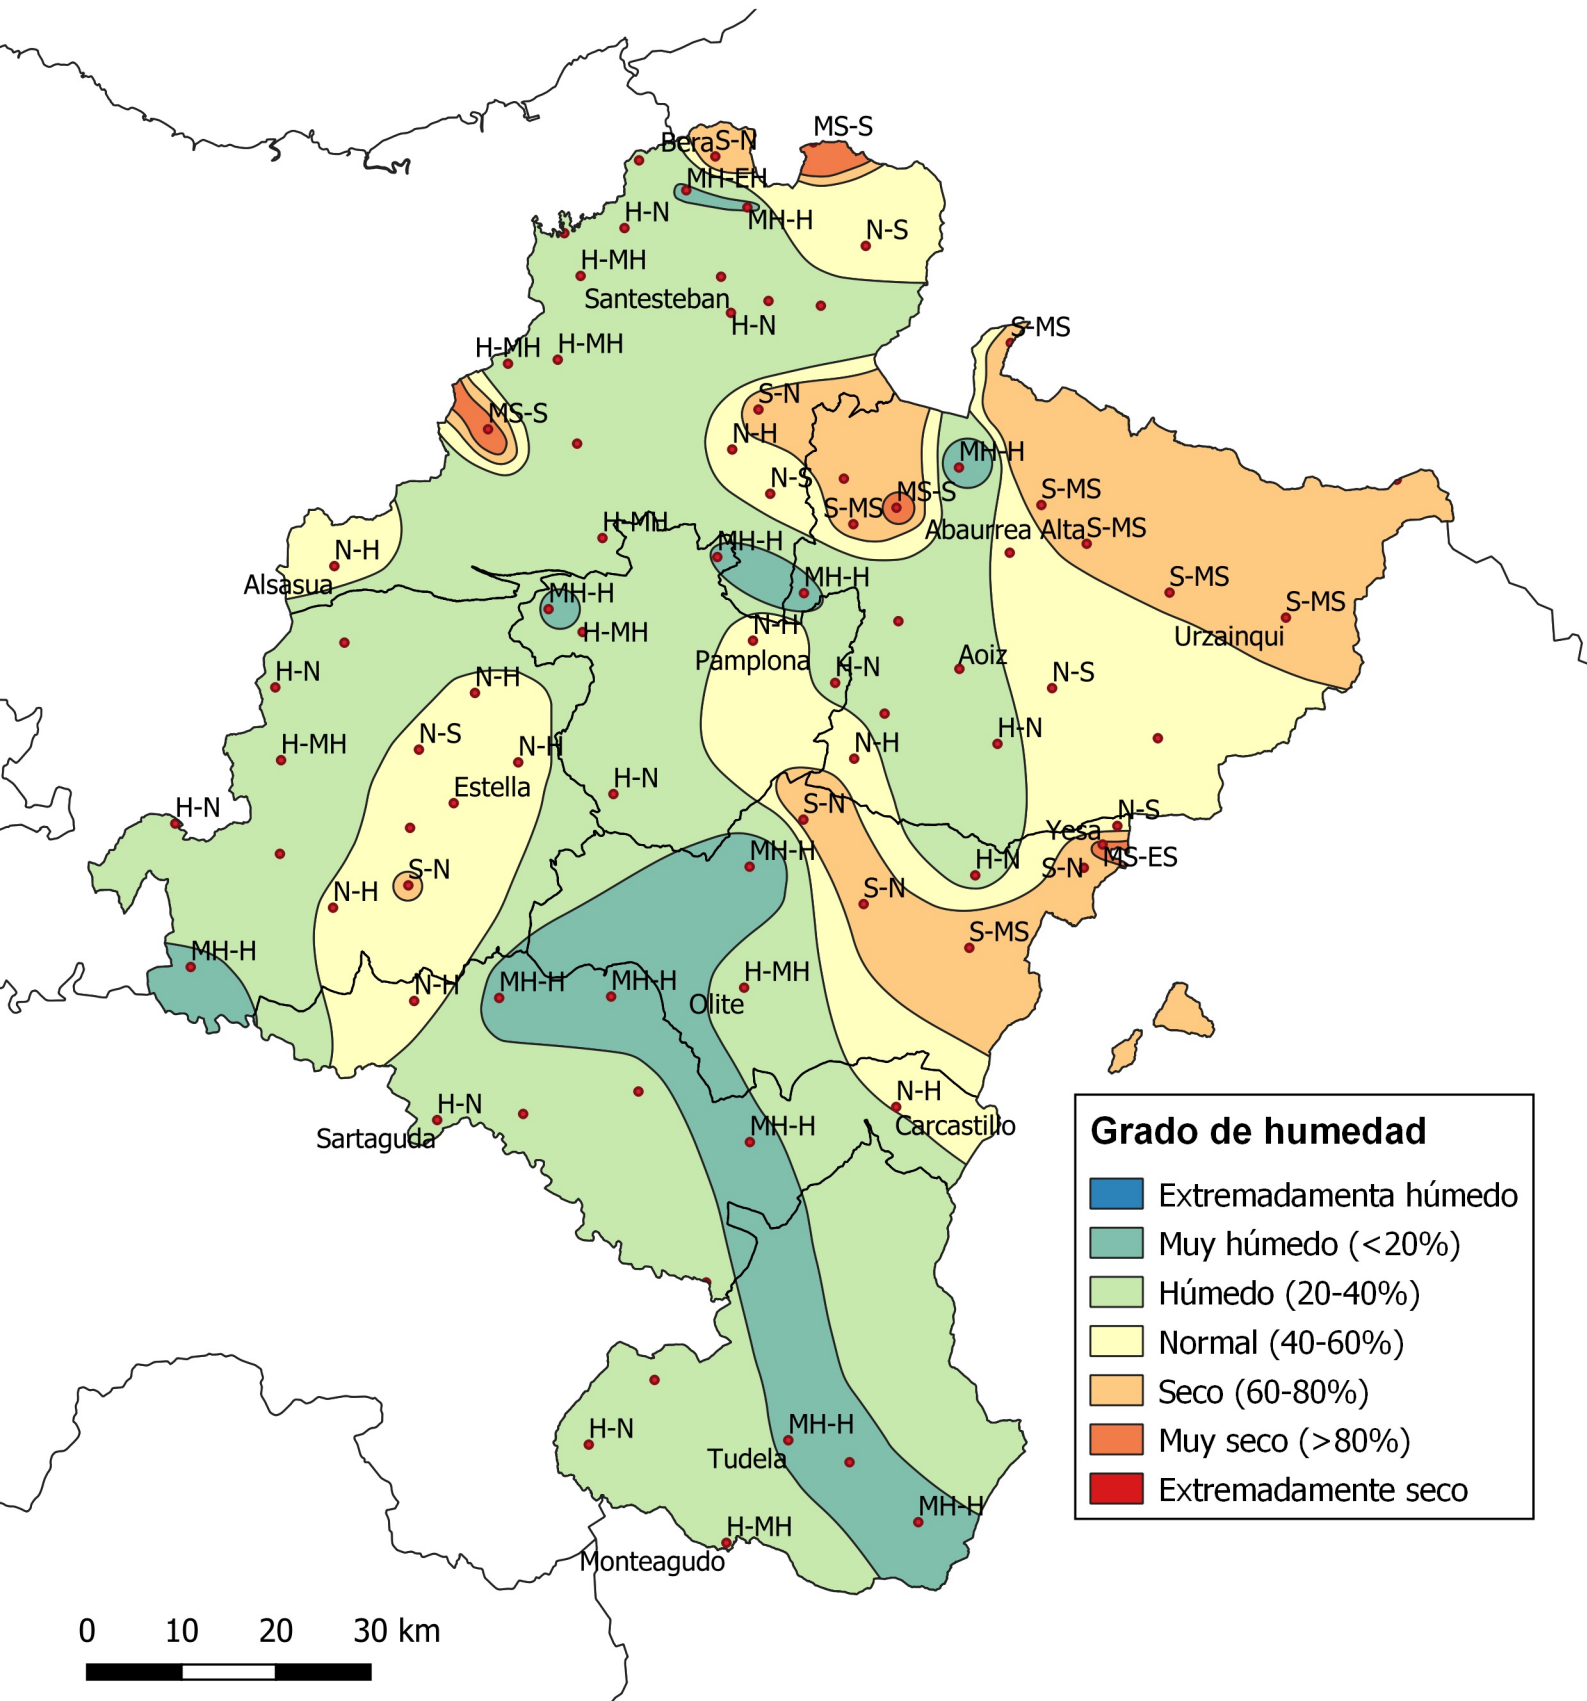 MS-S
Bera
S-N
MH-EH
MH-H
H-N
N-S
H-MH
Santesteban
H-N
S-MS
H-MH
H-MH
S-N
MS-S
N-H
MH-H
N-S
MS-S
S-MS
S-MS
H-MH
Abaurrea Alta
S-MS
MH-H
N-H
Alsasua
MH-H
S-MS
MH-H
S-MS
H-MH
N-H
Urzainqui
Pamplona
Aoiz
H-N
H-N
N-S
N-H
N-S
H-MH
N-H
N-H
H-N
H-N
Estella
H-N
S-N
N-S
Yesa
MH-H
MS-ES
H-N
S-N
S-N
N-H
S-N
S-MS
MH-H
H-MH
N-H
MH-H
MH-H
Olite
N-H
H-N
Carcastillo
MH-H
Sartaguda
Grado de humedad
Extremadamenta húmedo
Muy húmedo (<20%)
Húmedo (20-40%)
Normal (40-60%)
Seco (60-80%)
Muy seco (>80%)
Extremadamente seco
MH-H
H-N
Tudela
MH-H
H-MH
Monteagudo
0 10 20 30 km